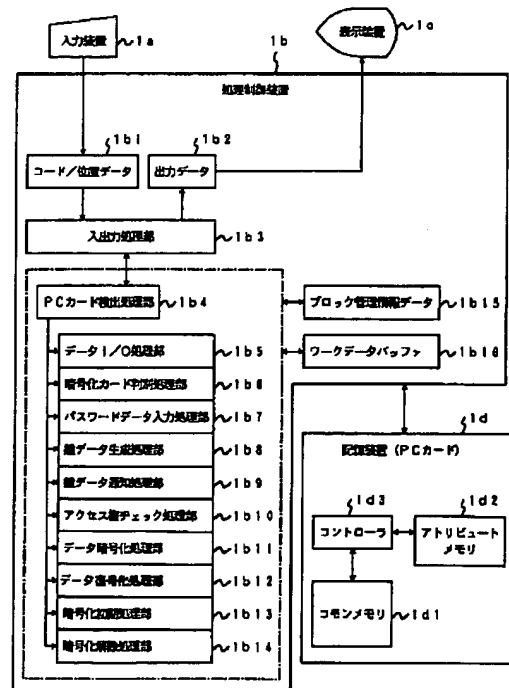 入力装置
1a
1b
表示装置
1c
処理制御装置
1b1
1b2
コード/位置データ
出力データ
入出力処理部
1b3
PCカード検出処理部
1b4
ブロック管理情報データ
1b15
データI/O処理部
1b5
ワークデータバッファ
1b16
暗号化カード判別処理部
1b6
パスワードデータ入力処理部
1b7
鍵データ生成処理部
1b8
1d
記憶装置(PCカード)
鍵データ通知処理部
1b9
アクセス権チェック処理部
1b10
1d3
1d2
コントローラ
アトリビュート
メモリ
データ暗号化処理部
1b11
データ復号化処理部
1b12
コモンメモリ
1d1
1b13
暗号化解除処理部
1b14